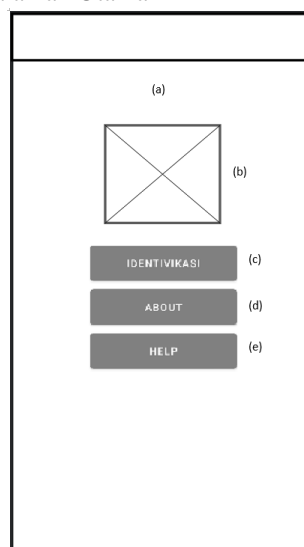 (a)
(b)
IDENTIVIKASI (c)
ABOUT (d)
HELP (e)